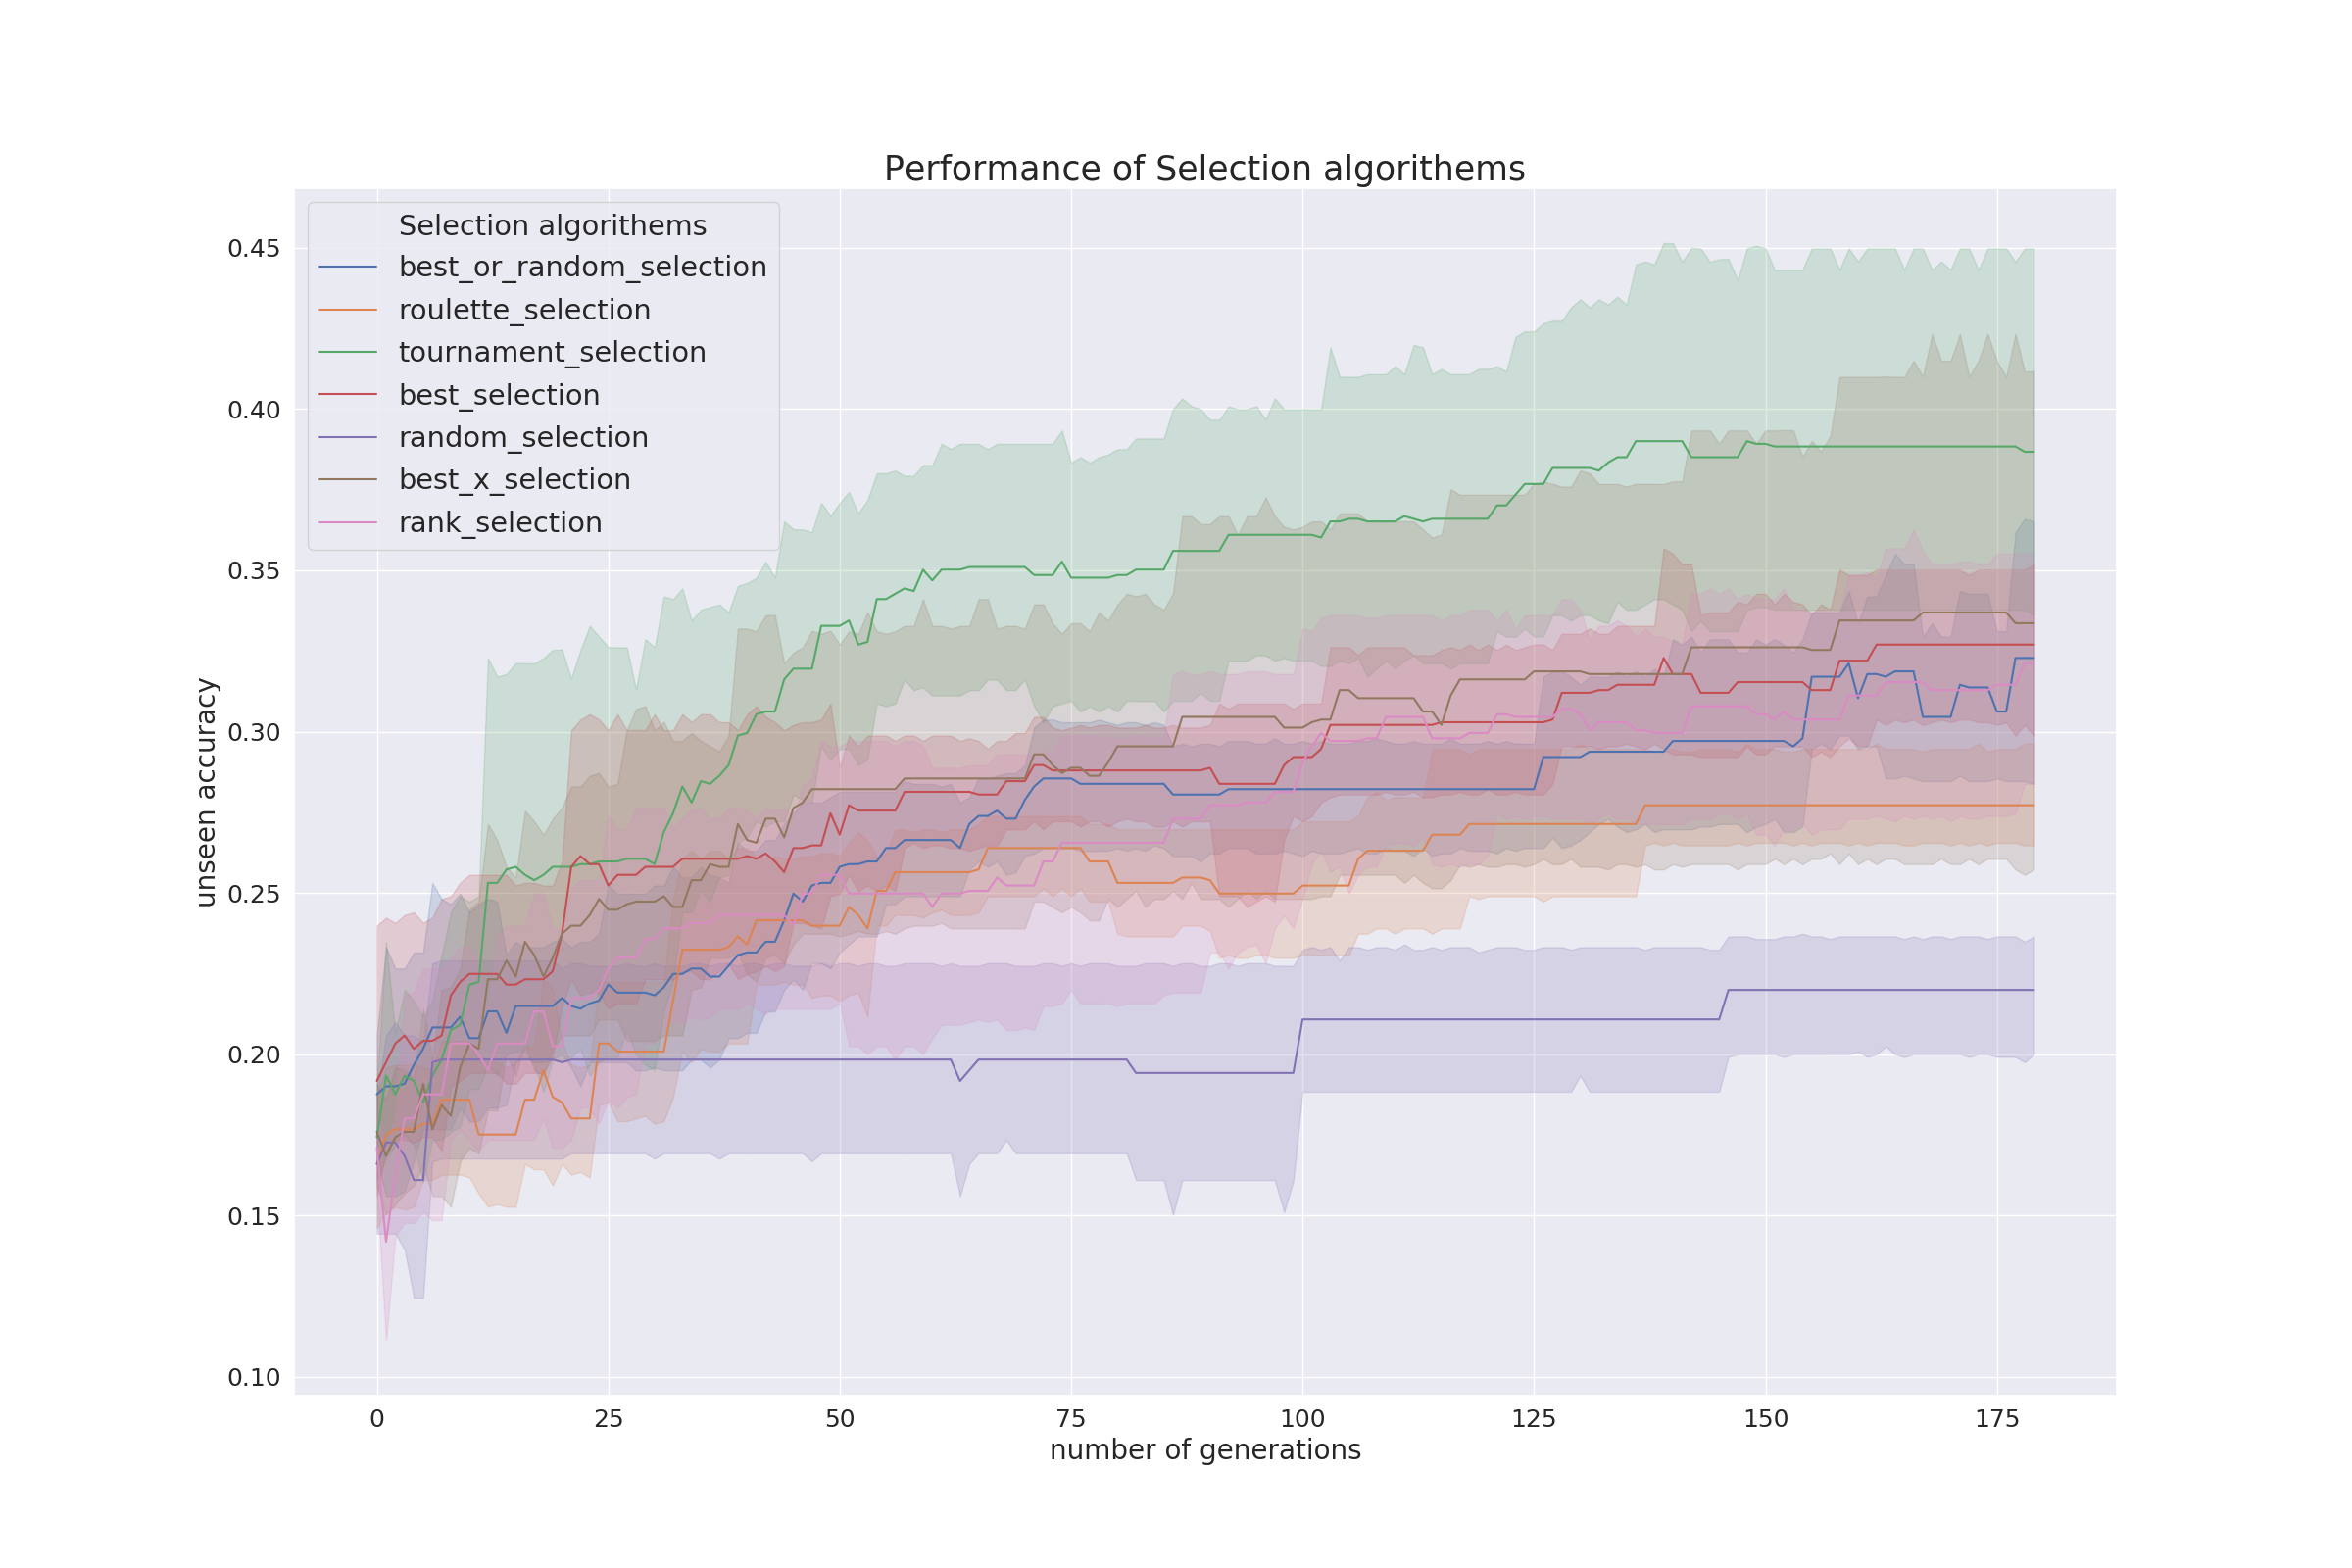 Performance of Selection algorithems
Selection algorithems
best_or_random_selection
roulette_selection
tournament_selection
best_selection
random_selection
best_x_selection
rank_selection
unseen accuracy
0.45
0.40
0.35
0.30
0.25
0.20
0.15
0.10
0 25 50 75 100 125 150 175
number of generations